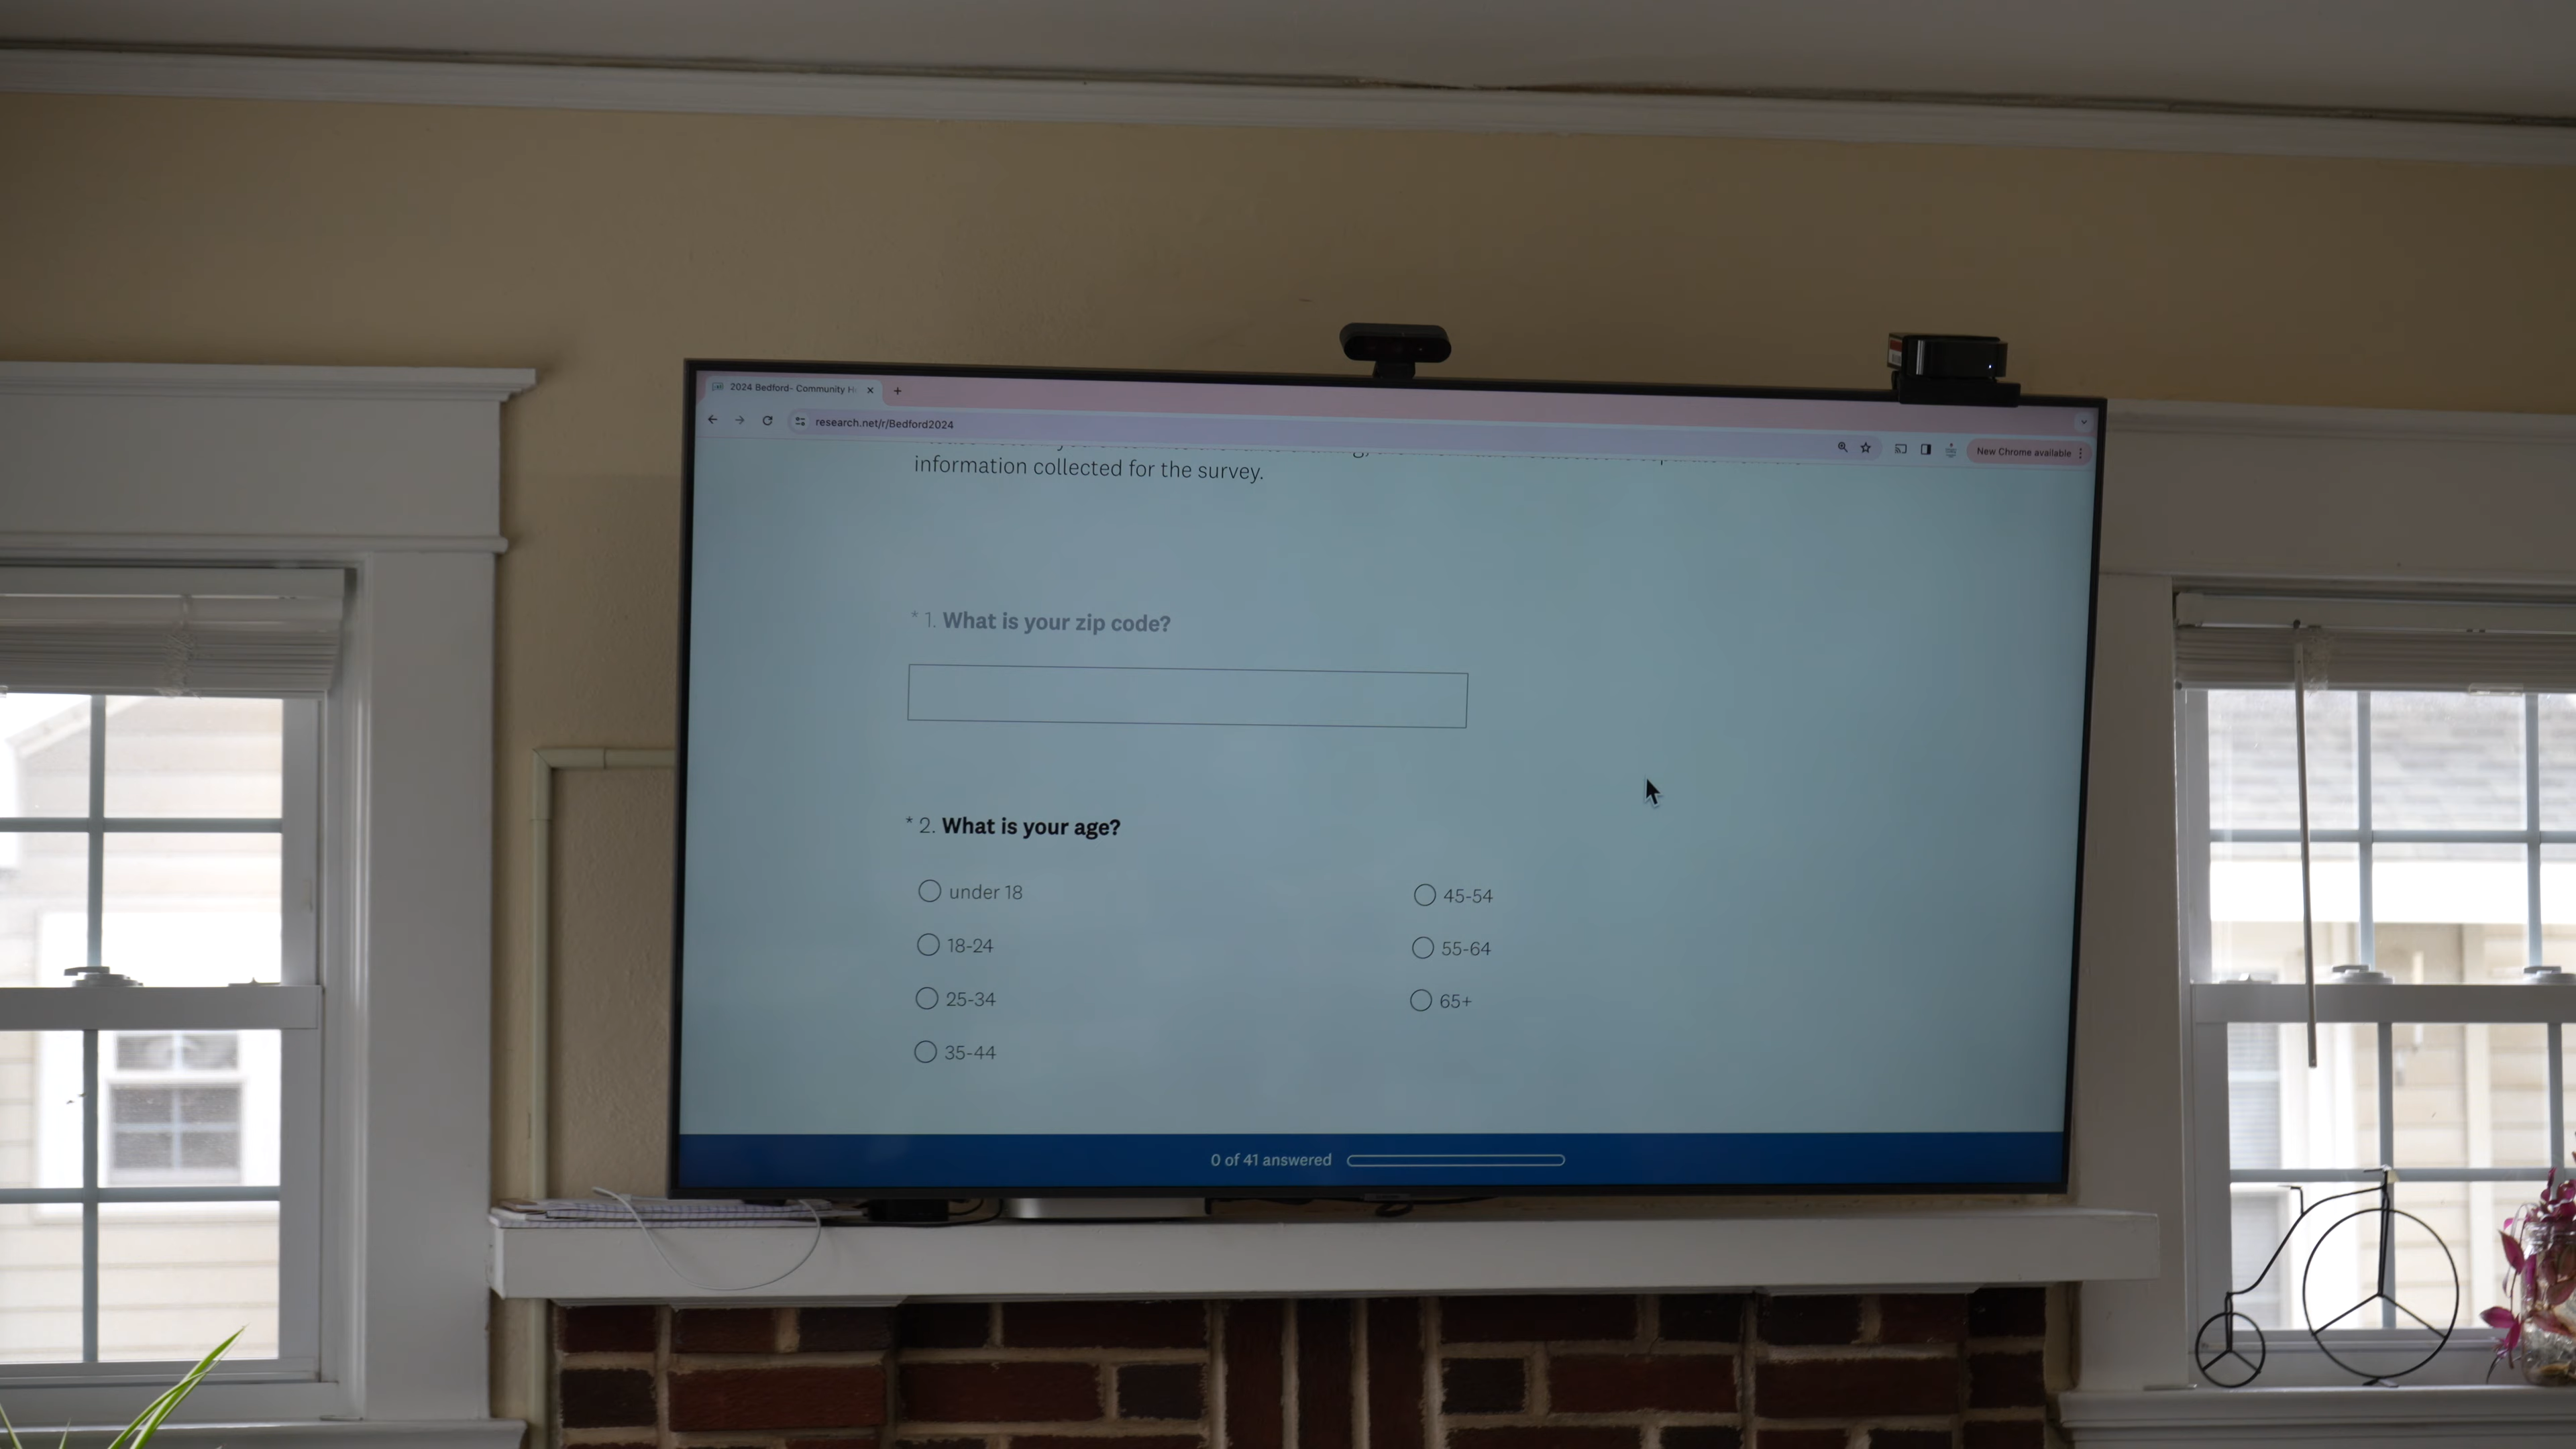 2024 Bedford- Community H
research.net/r/Bedford2024
New Chrome available
information collected for the survey.
* 1. What is your zip code?
* 2. What is your age?
under 18
18-24
25-34
35-44
45-54
55-64
65+
0 of 41 answered